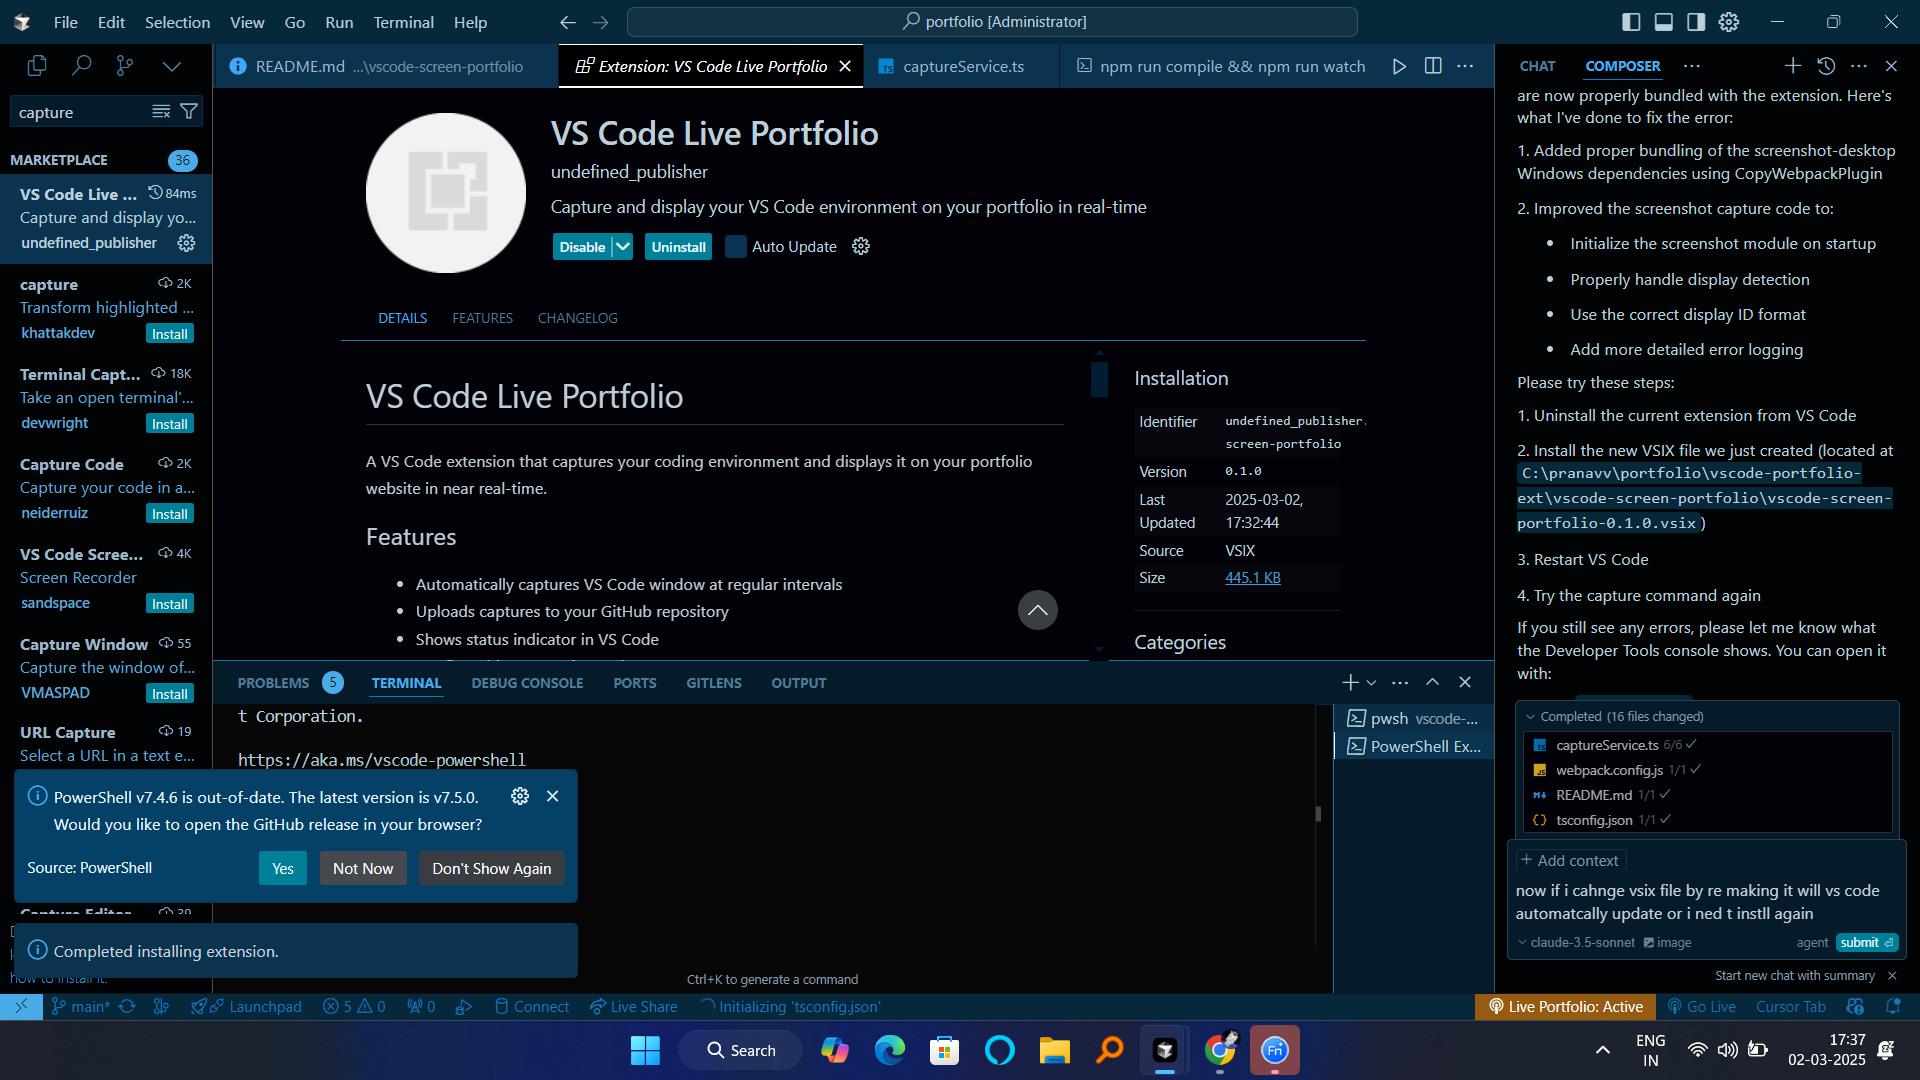 File Edit Selection View Go Run Terminal Help
portfolio [Administrator]
capture
MARKETPLACE 36
VS Code Live ... 84ms
Capture and display yo...
undefined_publisher
capture 2K
Transform highlighted ...
khattakdev Install
Terminal Capt... 18K
Take an open terminal'...
devwright Install
Capture Code 2K
Capture your code in a...
neiderruiz Install
VS Code Scree... 4K
Screen Recorder
sandspace Install
Capture Window 55
Capture the window of...
VMASPAD Install
URL Capture 19
Select a URL in a text e...
Capture Editor 39
how to install it.
README.md ...\vscode-screen-portfolio
Extension: VS Code Live Portfolio
captureService.ts
npm run compile && npm run watch
VS Code Live Portfolio
undefined_publisher
Capture and display your VS Code environment on your portfolio in real-time
Disable Uninstall Auto Update
DETAILS FEATURES CHANGELOG
VS Code Live Portfolio
A VS Code extension that captures your coding environment and displays it on your portfolio
website in near real-time.
Features
• Automatically captures VS Code window at regular intervals
• Uploads captures to your GitHub repository
• Shows status indicator in VS Code
Installation
Identifier undefined_publisher.
screen-portfolio
Version 0.1.0
Last 2025-03-02,
Updated 17:32:44
Source VSIX
Size 445.1 KB
Categories
PROBLEMS 5 TERMINAL DEBUG CONSOLE PORTS GITLENS OUTPUT
t Corporation.
https://aka.ms/vscode-powershell
Ctrl+K to generate a command
pwsh vscode-...
PowerShell Ex...
PowerShell v7.4.6 is out-of-date. The latest version is v7.5.0.
Would you like to open the GitHub release in your browser?
Source: PowerShell Yes Not Now Don't Show Again
Completed installing extension.
CHAT COMPOSER
are now properly bundled with the extension. Here's
what I've done to fix the error:
1. Added proper bundling of the screenshot-desktop
Windows dependencies using CopyWebpackPlugin
2. Improved the screenshot capture code to:
• Initialize the screenshot module on startup
• Properly handle display detection
• Use the correct display ID format
• Add more detailed error logging
Please try these steps:
1. Uninstall the current extension from VS Code
2. Install the new VSIX file we just created (located at
C:\pranavv\portfolio\vscode-portfolio-
ext\vscode-screen-portfolio\vscode-screen-
portfolio-0.1.0.vsix)
3. Restart VS Code
4. Try the capture command again
If you still see any errors, please let me know what
the Developer Tools console shows. You can open it
with:
Completed (16 files changed)
captureService.ts 6/6
webpack.config.js 1/1
README.md 1/1
tsconfig.json 1/1
+ Add context
now if i cahnge vsix file by re making it will vs code
automatcally update or i ned t instll again
claude-3.5-sonnet image agent submit
Start new chat with summary
main* Launchpad 5 0 0 Connect Live Share Initializing 'tsconfig.json'
Live Portfolio: Active Go Live Cursor Tab
Search
ENG
IN
17:37
02-03-2025